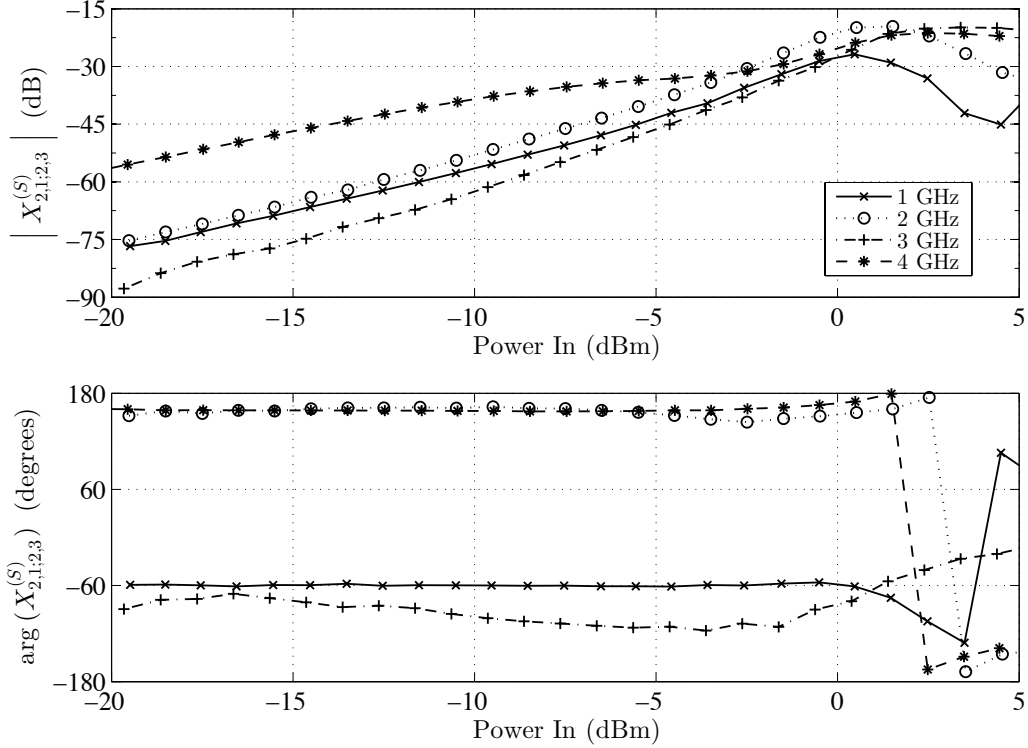 −15
−30
−45
−60
−75
−90
| X_{2,1;2,3}^{(S)} | (dB)
1 GHz
2 GHz
3 GHz
4 GHz
−20 −15 −10 −5 0 5
Power In (dBm)
180
60
−60
−180
arg (X_{2,1;2,3}^{(S)}) (degrees)
−20 −15 −10 −5 0 5
Power In (dBm)